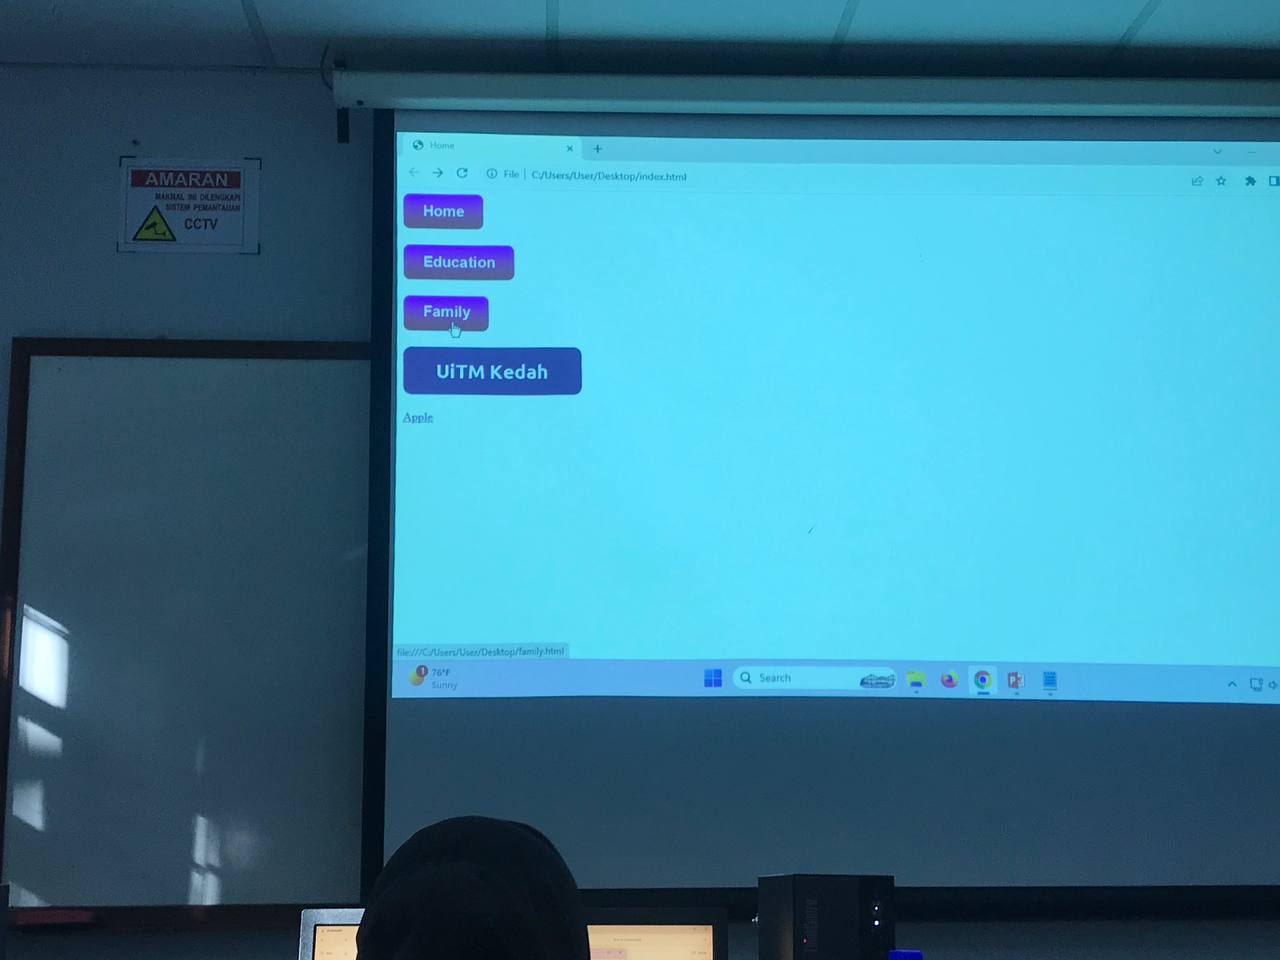 AMARAN
MAKMAL INI DILENGKAPI
SISTEM PEMANTAUAN
CCTV
Home
File | C:/Users/User/Desktop/index.html
Home
Education
Family
UiTM Kedah
Apple
file:///C:/Users/User/Desktop/family.html
1
76°F
Sunny
Search